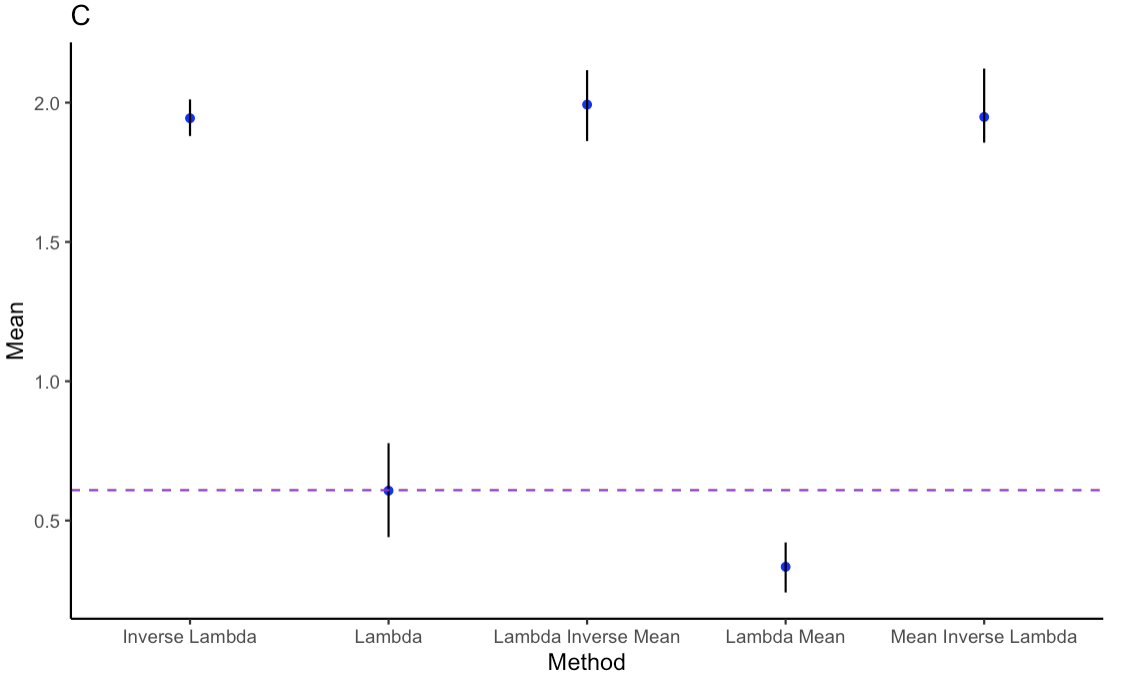 C
Mean
2.0
1.5
1.0
0.5
Inverse Lambda
Lambda
Lambda Inverse Mean
Lambda Mean
Mean Inverse Lambda
Method